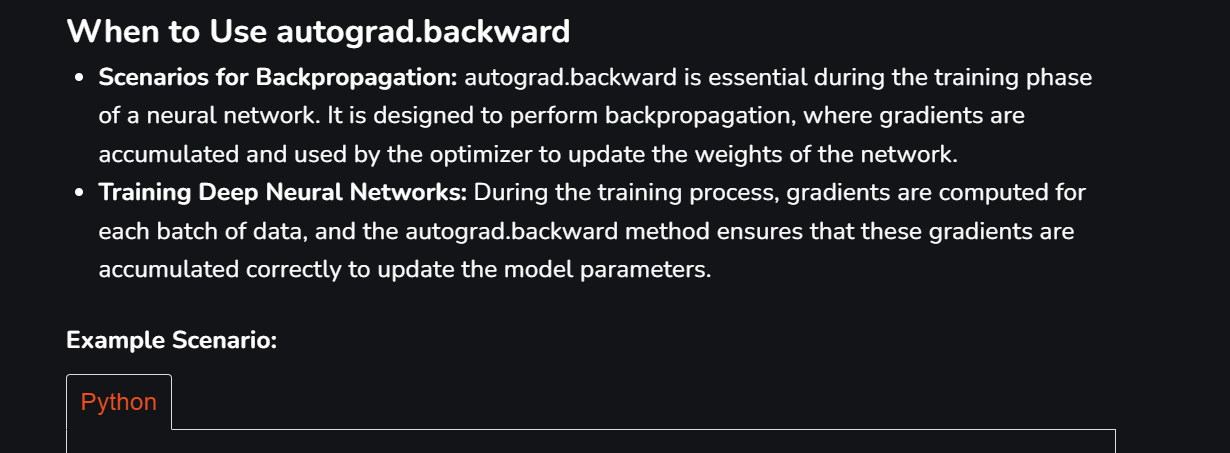 When to Use autograd.backward
• Scenarios for Backpropagation: autograd.backward is essential during the training phase
of a neural network. It is designed to perform backpropagation, where gradients are
accumulated and used by the optimizer to update the weights of the network.
• Training Deep Neural Networks: During the training process, gradients are computed for
each batch of data, and the autograd.backward method ensures that these gradients are
accumulated correctly to update the model parameters.
Example Scenario:
Python